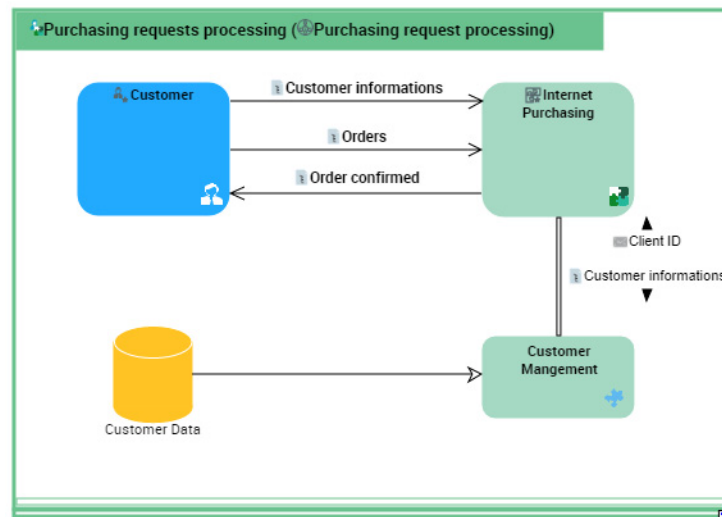 Purchasing requests processing (Purchasing request processing)
Customer
Customer informations
Internet
Purchasing
Orders
Order confirmed
Client ID
Customer informations
Customer
Mangement
Customer Data